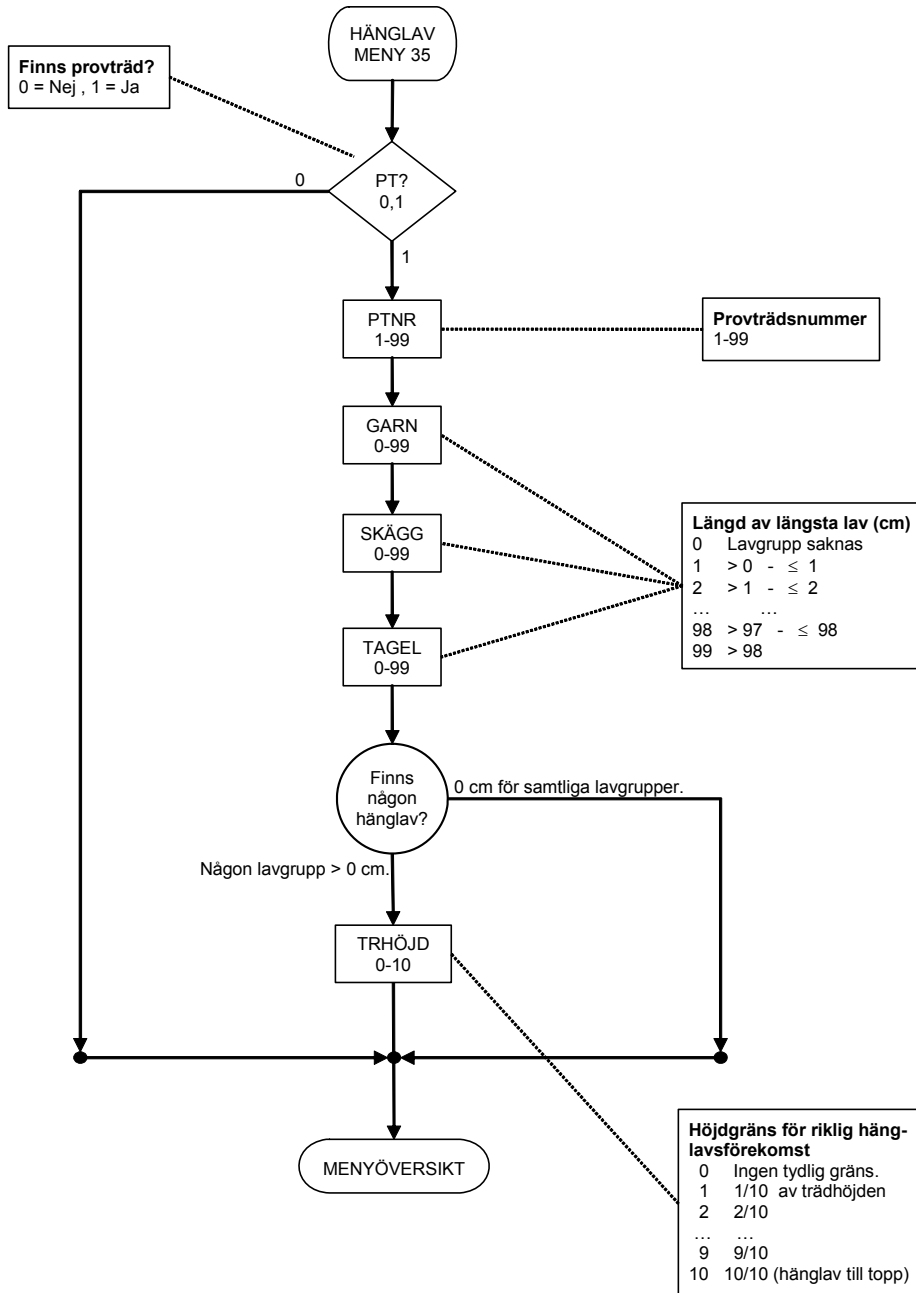 HÄNGLAV
MENY 35
Finns provträd?
0 = Nej , 1 = Ja
PT?
0,1
0
1
PTNR
1-99
Provträdsnummer
1-99
GARN
0-99
SKÄGG
0-99
TAGEL
0-99
Längd av längsta lav (cm)
0 Lavgrupp saknas
1 > 0 - ≤ 1
2 > 1 - ≤ 2
... ...
98 > 97 - ≤ 98
99 > 98
Finns
någon
hänglav?
0 cm för samtliga lavgrupper.
Någon lavgrupp > 0 cm.
TRHÖJD
0-10
MENYÖVERSIKT
Höjdgräns för riklig häng-
lavsförekomst
0 Ingen tydlig gräns.
1 1/10 av trädhöjden
2 2/10
... ...
9 9/10
10 10/10 (hänglav till topp)